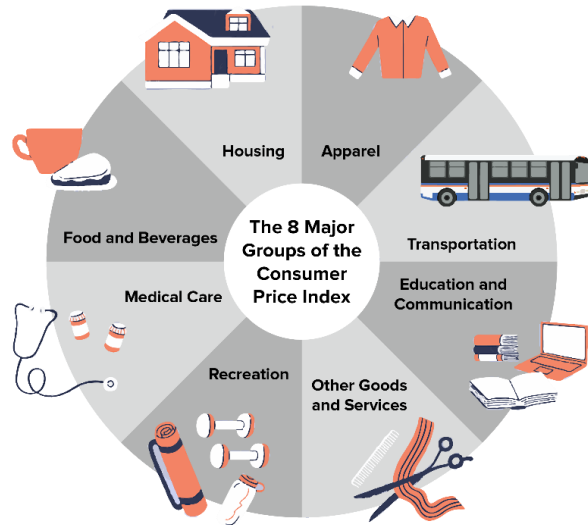 Housing
Apparel
Food and Beverages
The 8 Major
Groups of the
Consumer
Price Index
Transportation
Medical Care
Education and
Communication
Recreation
Other Goods
and Services